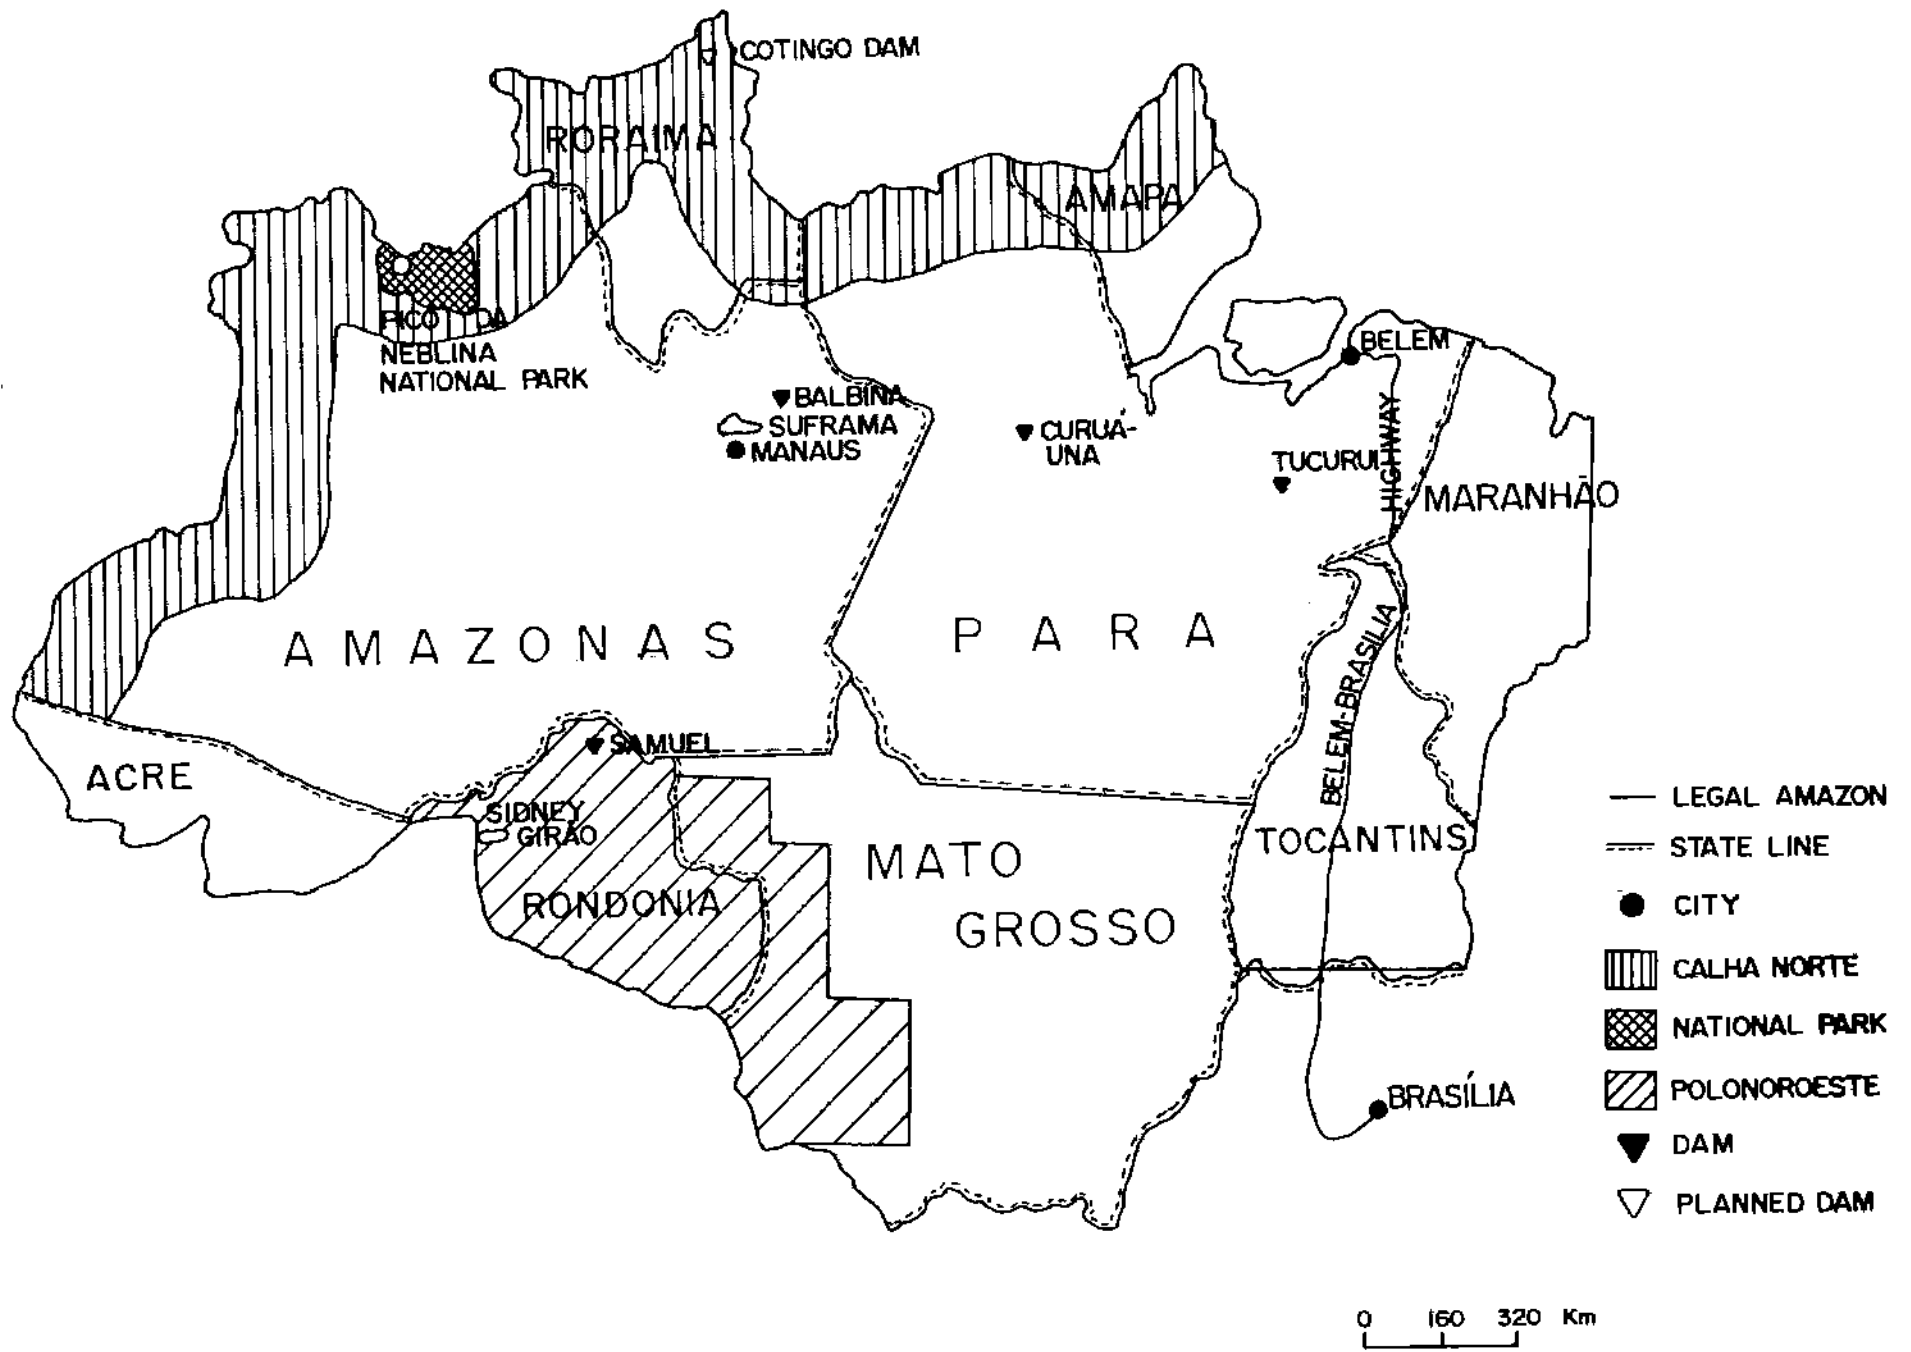 COTINGO DAM
RORAIMA
AMAPA
PICO DA
NEBLINA
NATIONAL PARK
BELEM
BALBINA
SUFRAMA
MANAUS
CURUÁ-
UNA
TUCURUI
HIGHWAY
MARANHÃO
AMAZONAS
PARA
BELEM-BRASILIA
SAMUEL
ACRE
SIDNEY
GIRÃO
RONDONIA
MATO
GROSSO
TOCANTINS
BRASÍLIA
LEGAL AMAZON
STATE LINE
CITY
CALHA NORTE
NATIONAL PARK
POLONOROESTE
DAM
PLANNED DAM
0 160 320 Km